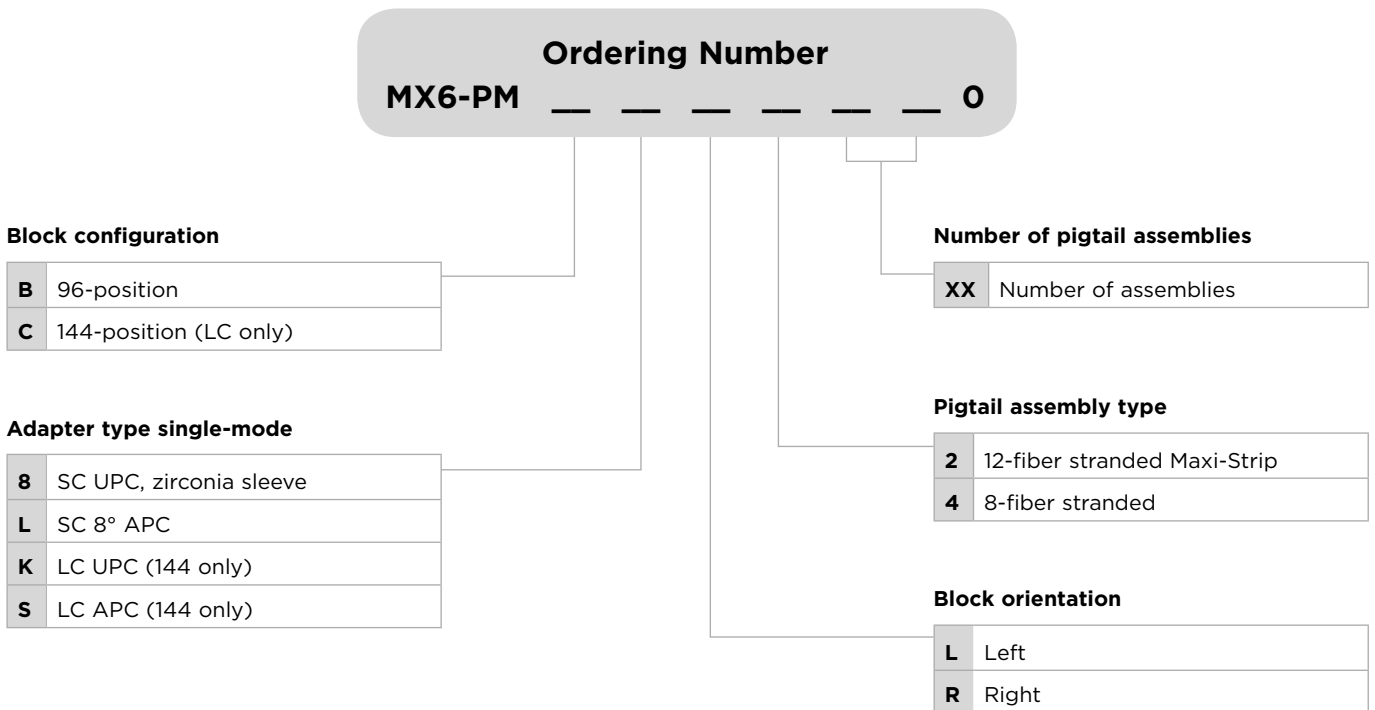 Ordering Number
MX6-PM __ __ __ __ __ __ 0
Block configuration
B 96-position
C 144-position (LC only)
Adapter type single-mode
8 SC UPC, zirconia sleeve
L SC 8° APC
K LC UPC (144 only)
S LC APC (144 only)
Number of pigtail assemblies
XX Number of assemblies
Pigtail assembly type
2 12-fiber stranded Maxi-Strip
4 8-fiber stranded
Block orientation
L Left
R Right